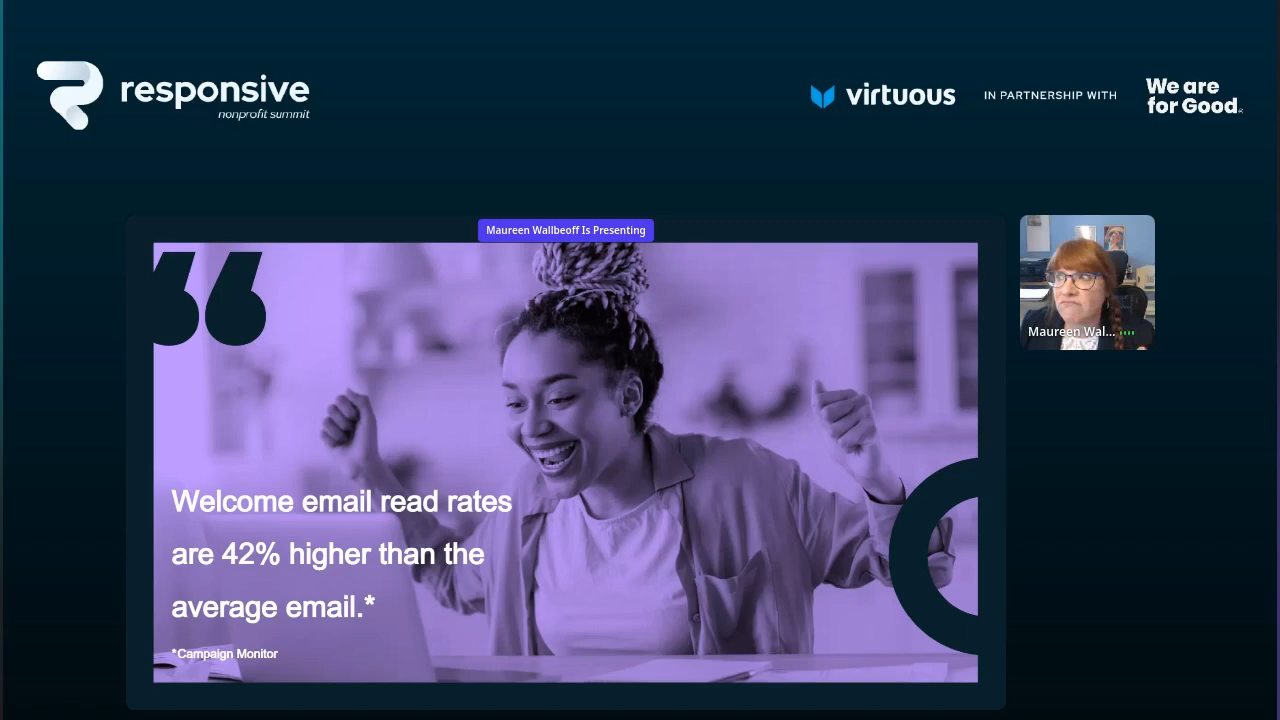 responsive
nonprofit summit
virtuous
IN PARTNERSHIP WITH
We are
for Good.
Maureen Wallbeoff Is Presenting
Maureen Wal...
Welcome email read rates
are 42% higher than the
average email.*
*Campaign Monitor